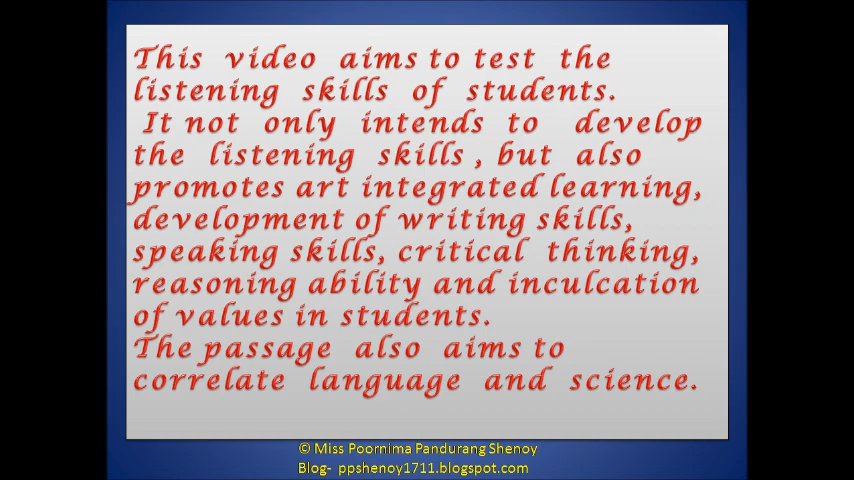 This video aims to test the
listening skills of students.
It not only intends to develop
the listening skills , but also
promotes art integrated learning,
development of writing skills,
speaking skills, critical thinking,
reasoning ability and inculcation
of values in students.
The passage also aims to
correlate language and science.
© Miss Poornima Pandurang Shenoy
Blog- ppshenoy1711.blogspot.com